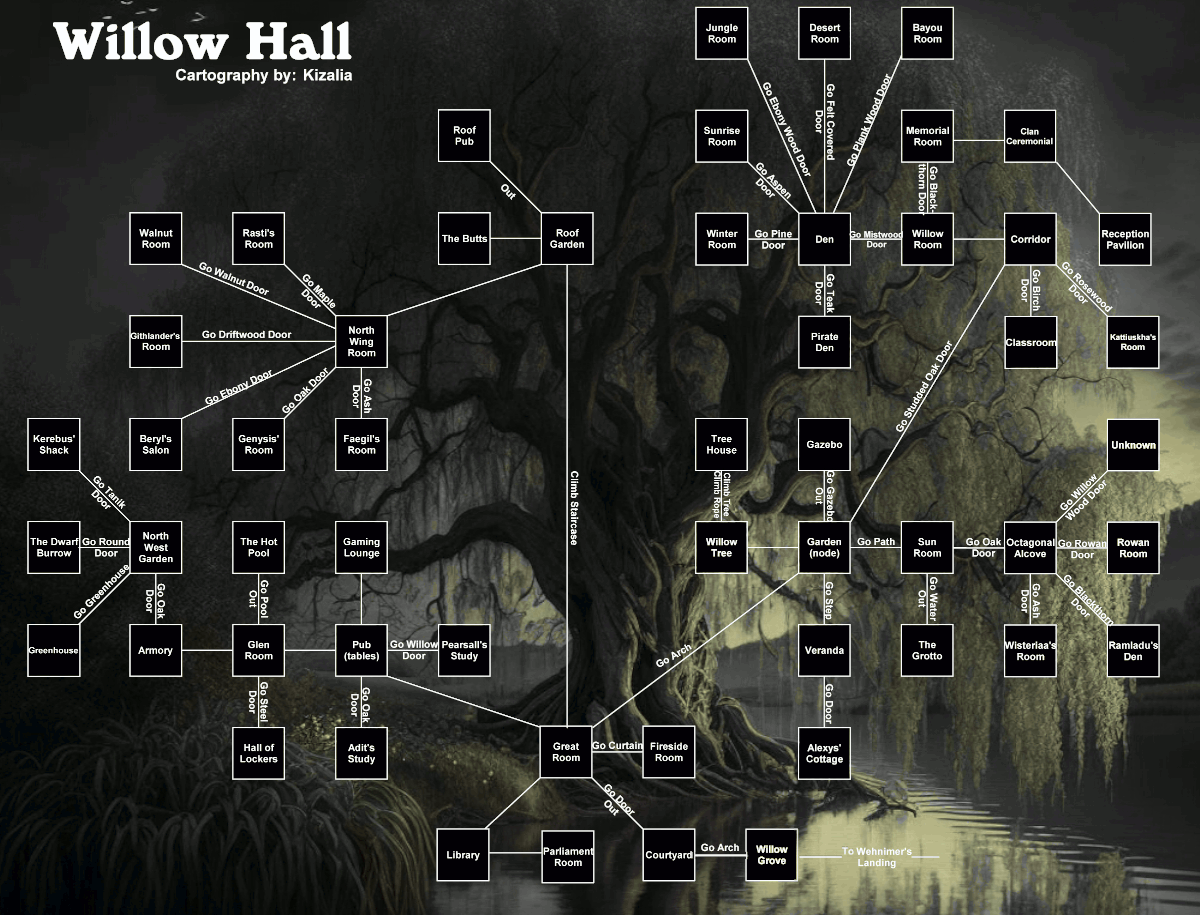 Willow Hall
Cartography by: Kizalia
Jungle
Room
Desert
Room
Bayou
Room
Go Ebony Wood Door
Go Felt Covered
Door
Go Plank Wood Door
Roof
Pub
Sunrise
Room
Memorial
Room
Clan
Ceremonial
Out
Go Aspen
Door
Go Black-
thorn Door
Walnut
Room
Rasti's
Room
The Butts
Roof
Garden
Winter
Room
Go Pine
Door
Den
Go Mistwood
Door
Willow
Room
Corridor
Reception
Pavilion
Go Walnut Door
Go Maple
Door
Go Teak
Door
Go Birch
Door
Go Rosewood
Door
Githlander's
Room
Go Driftwood Door
North
Wing
Room
Pirate
Den
Classroom
Kattiuskha's
Room
Go Ebony Door
Go Oak Door
Go Ash
Door
Go Studded Oak Door
Kerebus'
Shack
Beryl's
Salon
Genysis'
Room
Faegil's
Room
Tree
House
Gazebo
Unknown
Go Tanik
Door
Climb Staircase
Climb Tree
Climb Rope
Go Gazebo
Out
Go Willow
Wood Door
The Dwarf
Burrow
Go Round
Door
North
West
Garden
The Hot
Pool
Gaming
Lounge
Willow
Tree
Garden
(node)
Go Path
Sun
Room
Go Oak
Door
Octagonal
Alcove
Go Rowan
Door
Rowan
Room
Go Greenhouse
Go Oak
Door
Go Pool
Out
Go Step
Go Water
Out
Go Ash
Door
Go Blackthorn
Door
Greenhouse
Armory
Glen
Room
Pub
(tables)
Go Willow
Door
Pearsall's
Study
Go Arch
Veranda
The
Grotto
Wisteriaa's
Room
Ramladu's
Den
Go Steel
Door
Go Oak
Door
Go Door
Hall of
Lockers
Adit's
Study
Great
Room
Go Curtain
Fireside
Room
Alexys'
Cottage
Go Door
Out
Library
Parliament
Room
Courtyard
Go Arch
Willow
Grove
To Wehnimer's
Landing